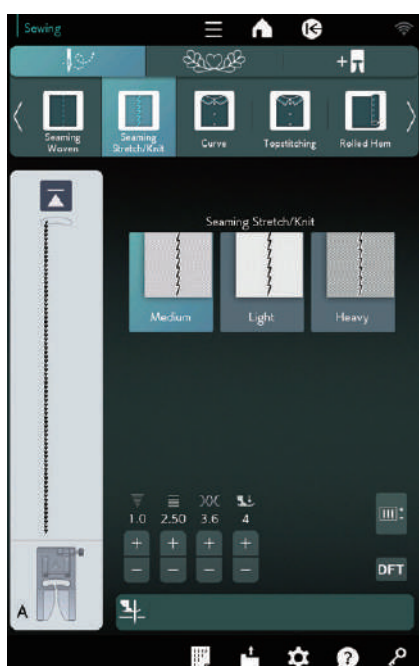 Sewing
Seaming
Woven
Seaming
Stretch/Knit
Curve
Topstitching
Rolled Hem
Seaming Stretch/Knit
Medium
Light
Heavy
1.0
2.50
3.6
4
DFT
A